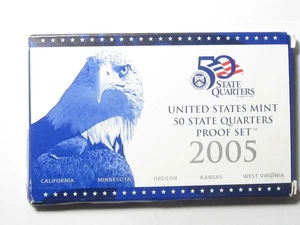 50
STATE
QUARTERS
UNITED STATES MINT
50 STATE QUARTERS
PROOF SET™
2005
CALIFORNIA MINNESOTA OREGON KANSAS WEST VIRGINIA